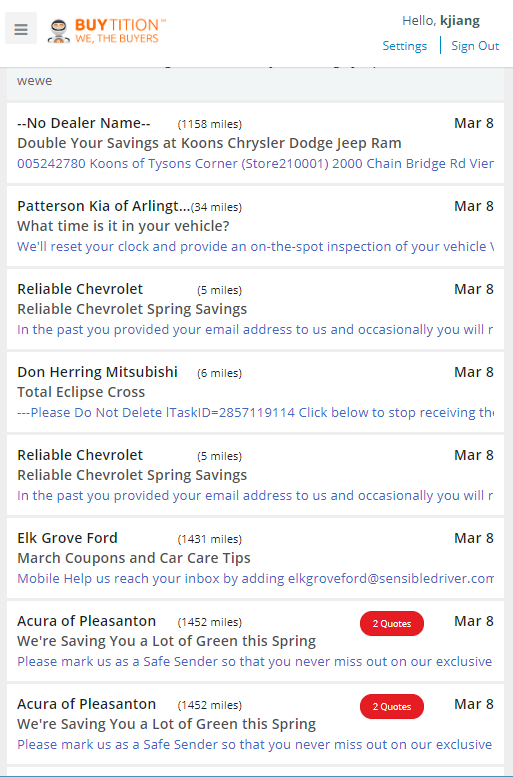 BUYTITION™
WE, THE BUYERS
Hello, kjiang
Settings
Sign Out
wewe
--No Dealer Name-- (1158 miles) Mar 8
Double Your Savings at Koons Chrysler Dodge Jeep Ram
005242780 Koons of Tysons Corner (Store210001) 2000 Chain Bridge Rd Vier
Patterson Kia of Arlingt...(34 miles) Mar 8
What time is it in your vehicle?
We'll reset your clock and provide an on-the-spot inspection of your vehicle \
Reliable Chevrolet (5 miles) Mar 8
Reliable Chevrolet Spring Savings
In the past you provided your email address to us and occasionally you will r
Don Herring Mitsubishi (6 miles) Mar 8
Total Eclipse Cross
---Please Do Not Delete lTaskID=2857119114 Click below to stop receiving the
Reliable Chevrolet (5 miles) Mar 8
Reliable Chevrolet Spring Savings
In the past you provided your email address to us and occasionally you will r
Elk Grove Ford (1431 miles) Mar 8
March Coupons and Car Care Tips
Mobile Help us reach your inbox by adding elkgroveford@sensibledriver.com
Acura of Pleasanton (1452 miles) 2 Quotes Mar 8
We're Saving You a Lot of Green this Spring
Please mark us as a Safe Sender so that you never miss out on our exclusive
Acura of Pleasanton (1452 miles) 2 Quotes Mar 8
We're Saving You a Lot of Green this Spring
Please mark us as a Safe Sender so that you never miss out on our exclusive